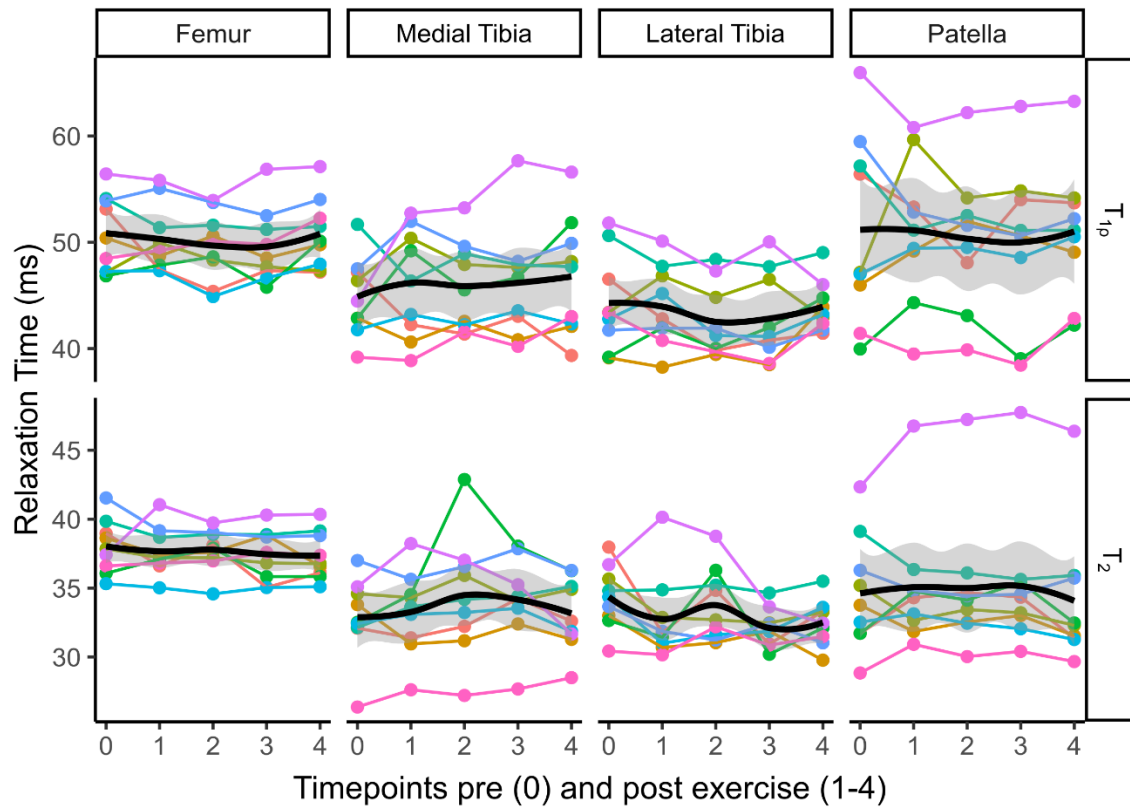 Femur Medial Tibia Lateral Tibia Patella
60
50
40
T1ρ
45
40
35
30
T2
Relaxation Time (ms)
0 1 2 3 4 0 1 2 3 4 0 1 2 3 4 0 1 2 3 4
Timepoints pre (0) and post exercise (1-4)